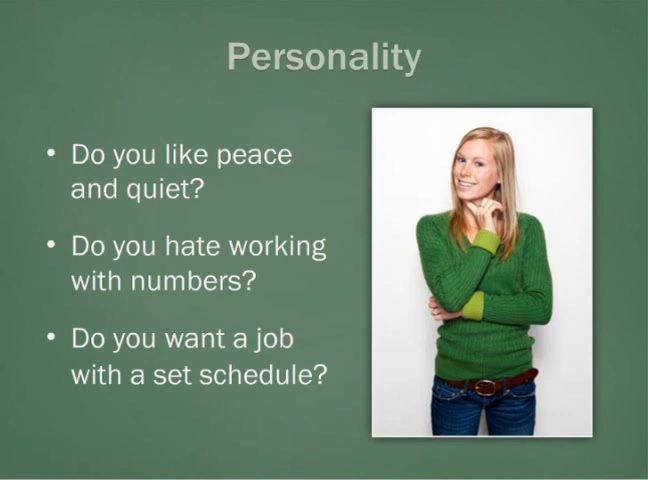 Personality
• Do you like peace
and quiet?
• Do you hate working
with numbers?
• Do you want a job
with a set schedule?